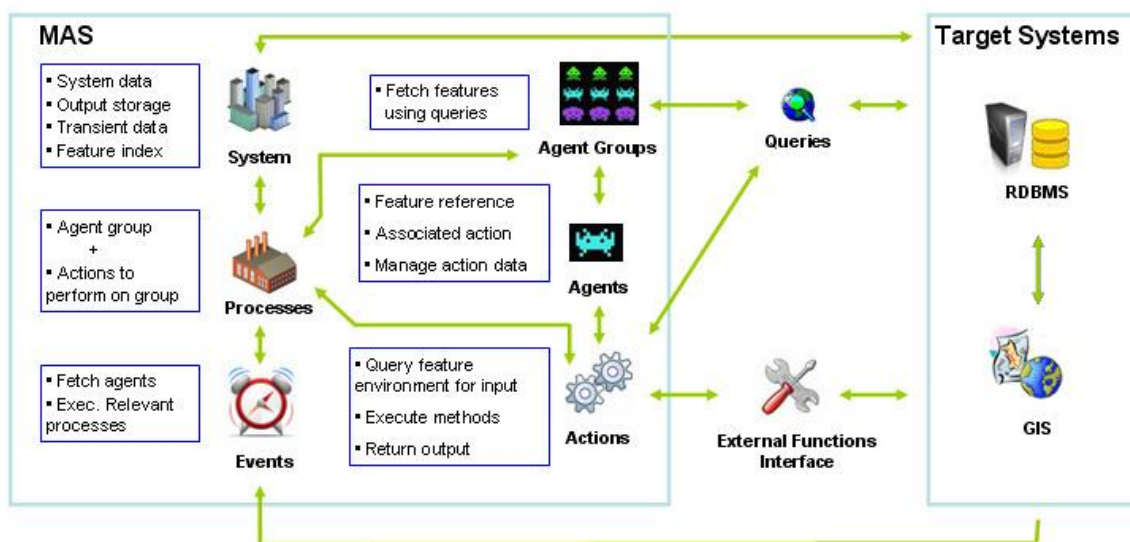 MAS
Target Systems
▪ System data
▪ Output storage
▪ Transient data
▪ Feature index
System
▪ Fetch features
using queries
Agent Groups
Queries
RDBMS
▪ Agent group
+
▪ Actions to
perform on group
Processes
▪ Feature reference
▪ Associated action
▪ Manage action data
Agents
▪ Fetch agents
▪ Exec. Relevant
processes
Events
▪ Query feature
environment for input
▪ Execute methods
▪ Return output
Actions
External Functions
Interface
GIS